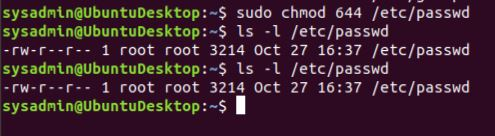 sysadmin@UbuntuDesktop:~$ sudo chmod 644 /etc/passwd
sysadmin@UbuntuDesktop:~$ ls -l /etc/passwd
-rw-r--r-- 1 root root 3214 Oct 27 16:37 /etc/passwd
sysadmin@UbuntuDesktop:~$ ls -l /etc/passwd
-rw-r--r-- 1 root root 3214 Oct 27 16:37 /etc/passwd
sysadmin@UbuntuDesktop:~$